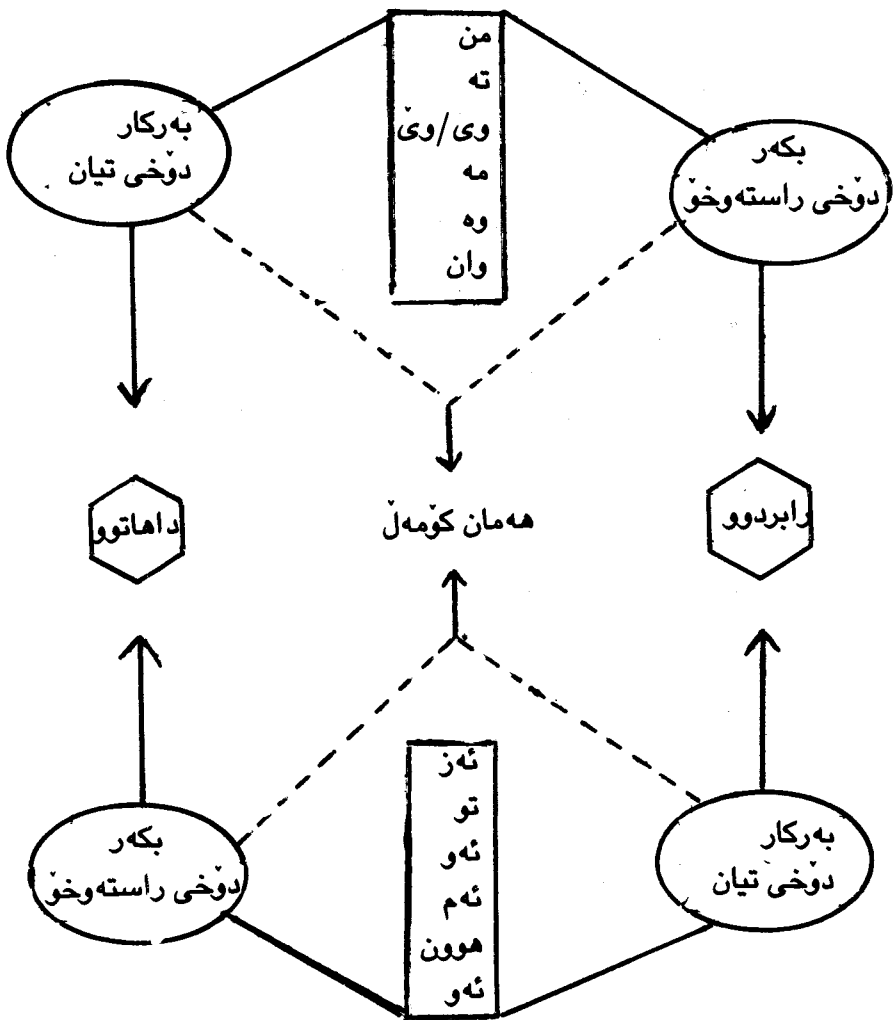 من
ته
وی/وێ
مه
وه
وان
بکەر
دۆخی راستەوخۆ
بەرکار
دۆخی تیان
رابردوو
هەمان کۆمەڵ
داهاتوو
ئەز
تو
ئەو
ئەم
هوون
ئەو
بەرکار
دۆخی تیان
بکەر
دۆخی راستەوخۆ